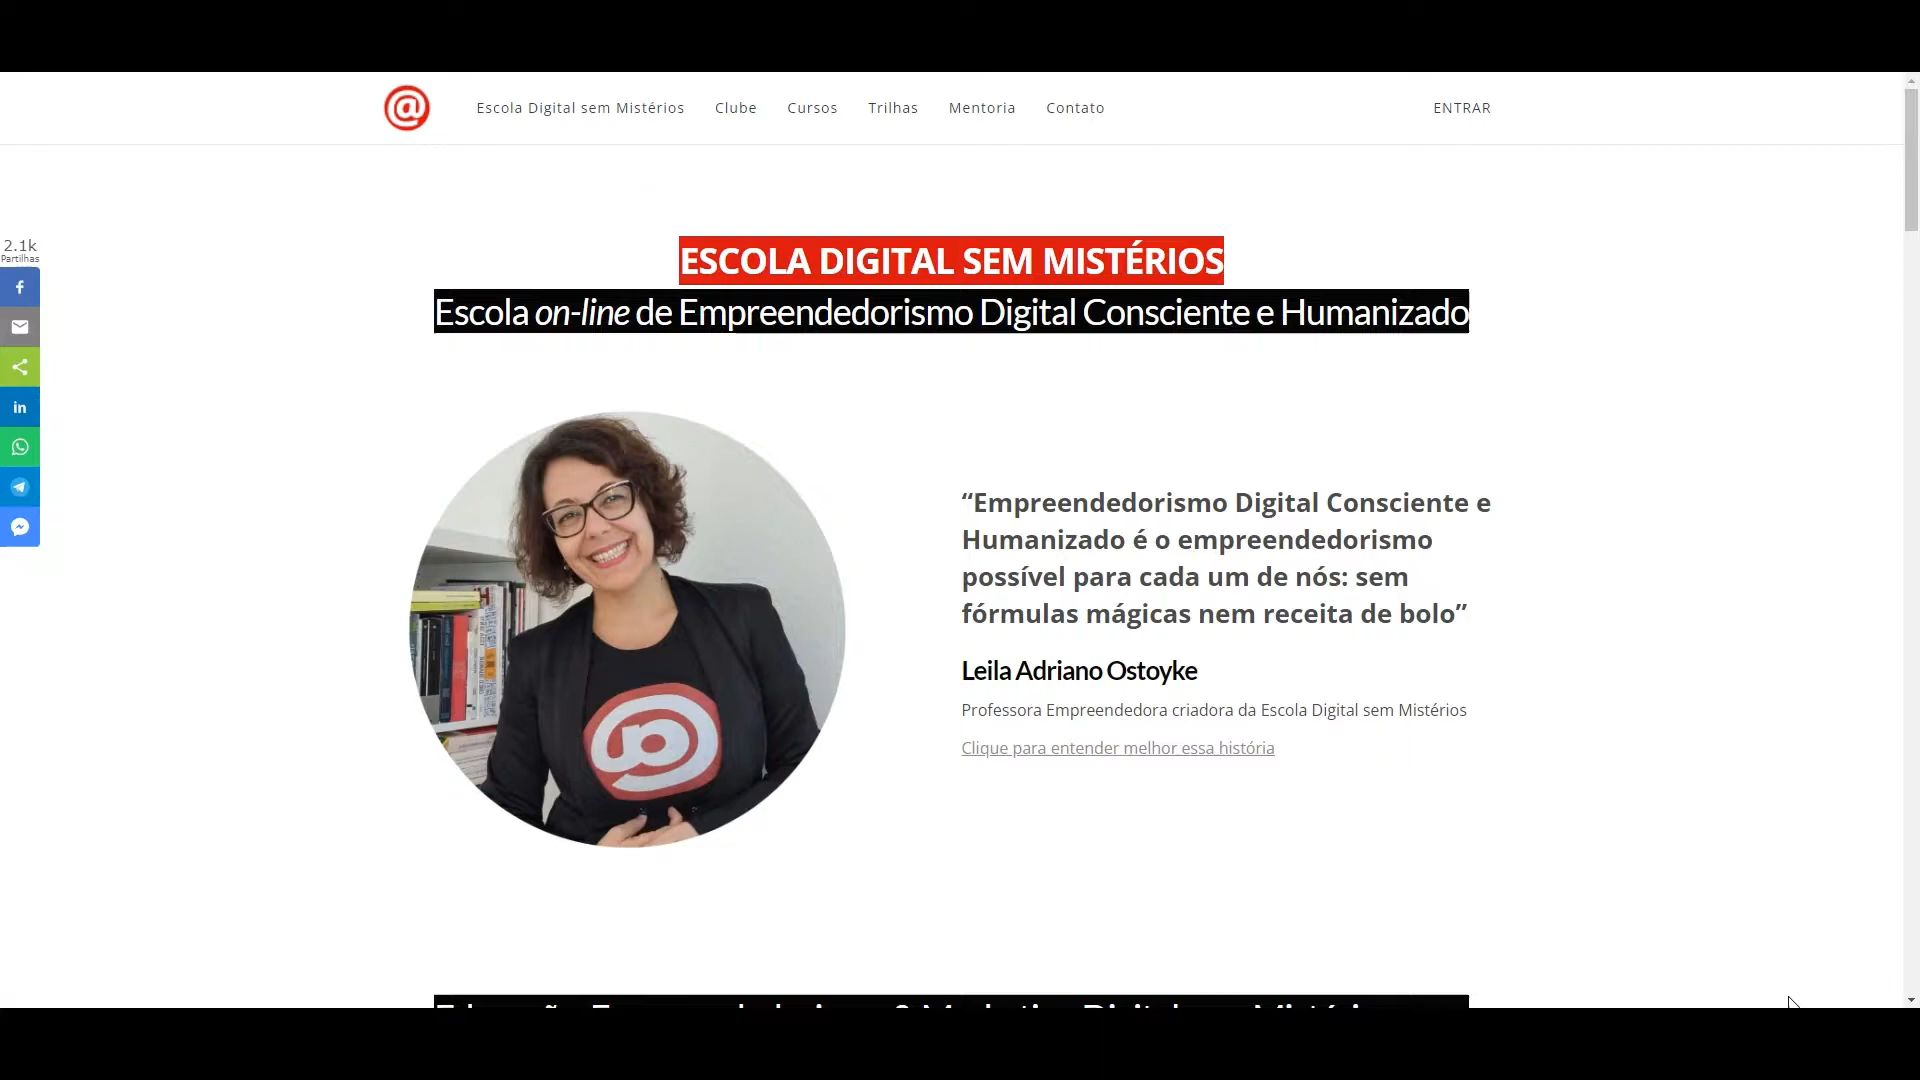 Escola Digital sem Mistérios Clube Cursos Trilhas Mentoria Contato ENTRAR
ESCOLA DIGITAL SEM MISTÉRIOS
Escola on-line de Empreendedorismo Digital Consciente e Humanizado
2.1k
Partilhas
“Empreendedorismo Digital Consciente e
Humanizado é o empreendedorismo
possível para cada um de nós: sem
fórmulas mágicas nem receita de bolo”
Leila Adriano Ostoyke
Professora Empreendedora criadora da Escola Digital sem Mistérios
Clique para entender melhor essa história